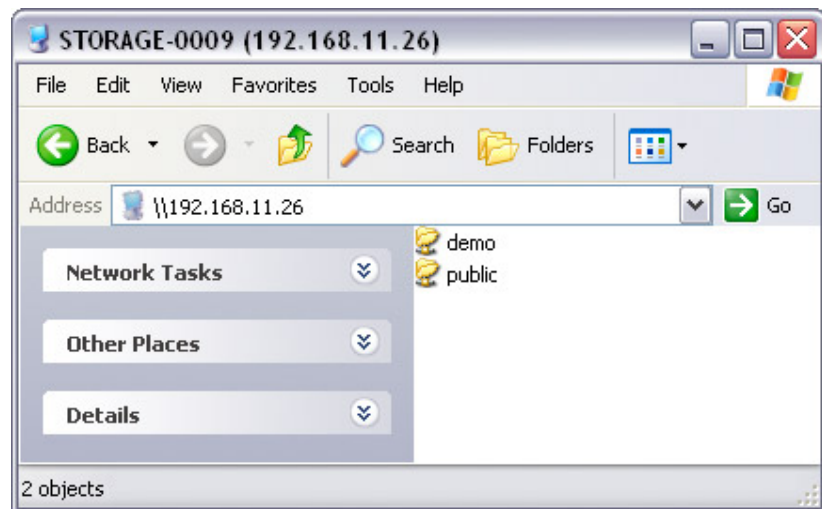 STORAGE-0009 (192.168.11.26)
File Edit View Favorites Tools Help
Back Search Folders
Address \\192.168.11.26 Go
demo
public
Network Tasks
Other Places
Details
2 objects